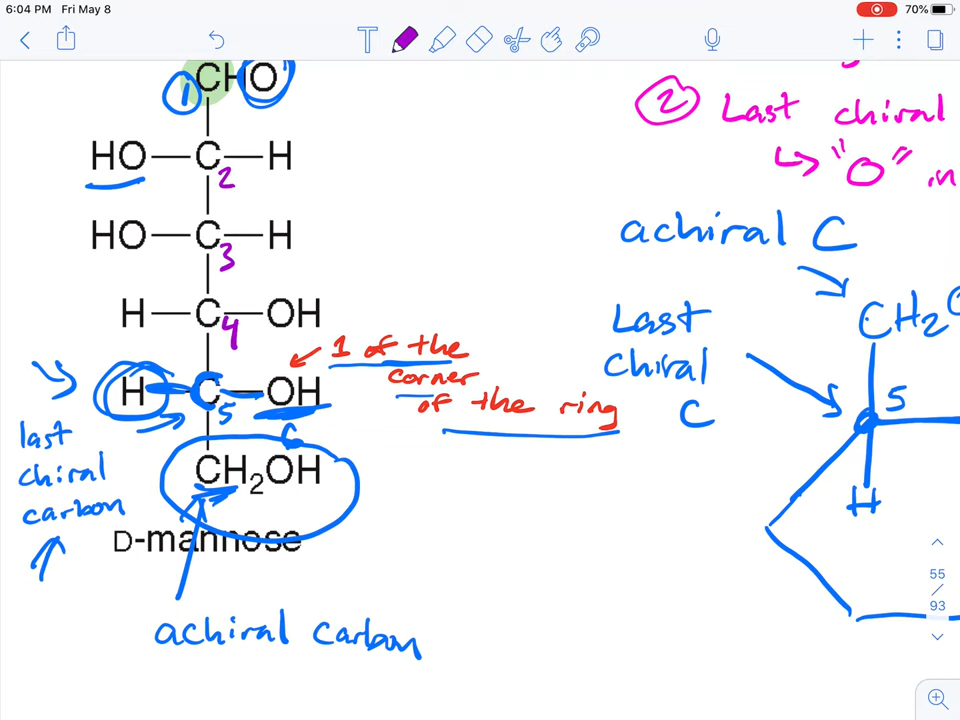 6:04 PM Fri May 8
70%
T
CHO
1
② Last chiral
↳ "O" in
HO—C—H
2
HO—C—H
3
achiral C
H—C—OH
4
CH2
Last
chiral
C
1 of the
corner
of the ring
H—C—OH
5
5
6
last
chiral
carbon
CH2OH
H
D-mannose
achiral carbon
55
/
93